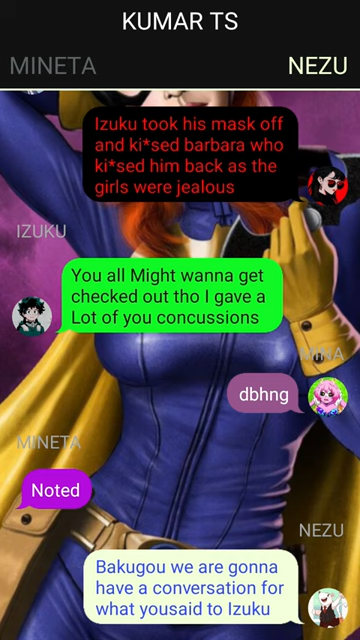 KUMAR TS
MINETA
NEZU
Izuku took his mask off
and ki*sed barbara who
ki*sed him back as the
girls were jealous
IZUKU
You all Might wanna get
checked out tho I gave a
Lot of you concussions
MINA
dbhng
MINETA
Noted
NEZU
Bakugou we are gonna
have a conversation for
what yousaid to Izuku